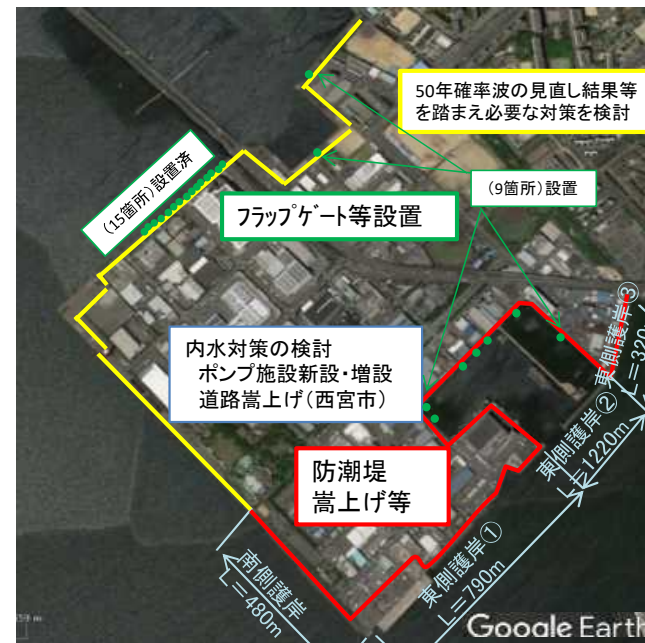 50年確率波の見直し結果等
を踏まえ必要な対策を検討
(15箇所)設置済
(9箇所)設置
フラップゲート等設置
内水対策の検討
ポンプ施設新設・増設
道路嵩上げ(西宮市)
防潮堤
嵩上げ等
東側護岸③
L=320
東側護岸②
L=1220m
東側護岸①
L=790m
南側護岸
L=480m
Google Earth